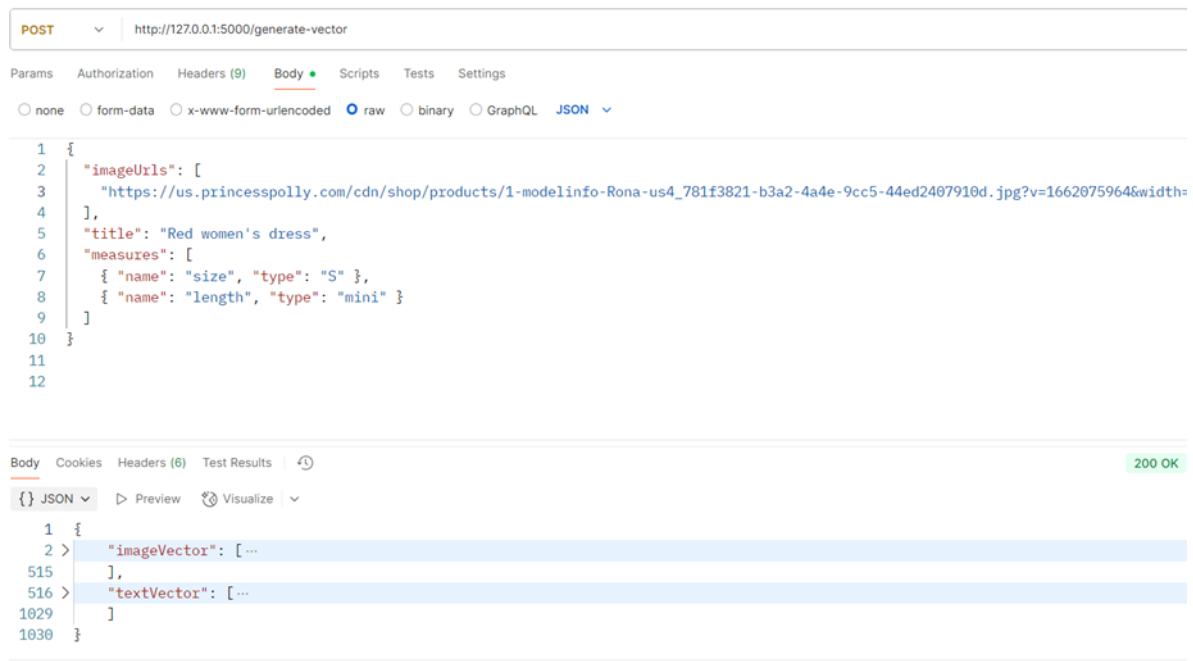 POST http://127.0.0.1:5000/generate-vector
Params Authorization Headers (9) Body Scripts Tests Settings
none form-data x-www-form-urlencoded raw binary GraphQL JSON
1 {
2 "imageUrls": [
3 "https://us.princesspolly.com/cdn/shop/products/1-modelinfo-Rona-us4_781f3821-b3a2-4a4e-9cc5-44ed2407910d.jpg?v=1662075964&width=
4 ],
5 "title": "Red women's dress",
6 "measures": [
7 { "name": "size", "type": "S" },
8 { "name": "length", "type": "mini" }
9 ]
10 }
11
12
Body Cookies Headers (6) Test Results 200 OK
{} JSON Preview Visualize
1 {
2 "imageVector": [ ...
515 ],
516 "textVector": [ ...
1029 ]
1030 }